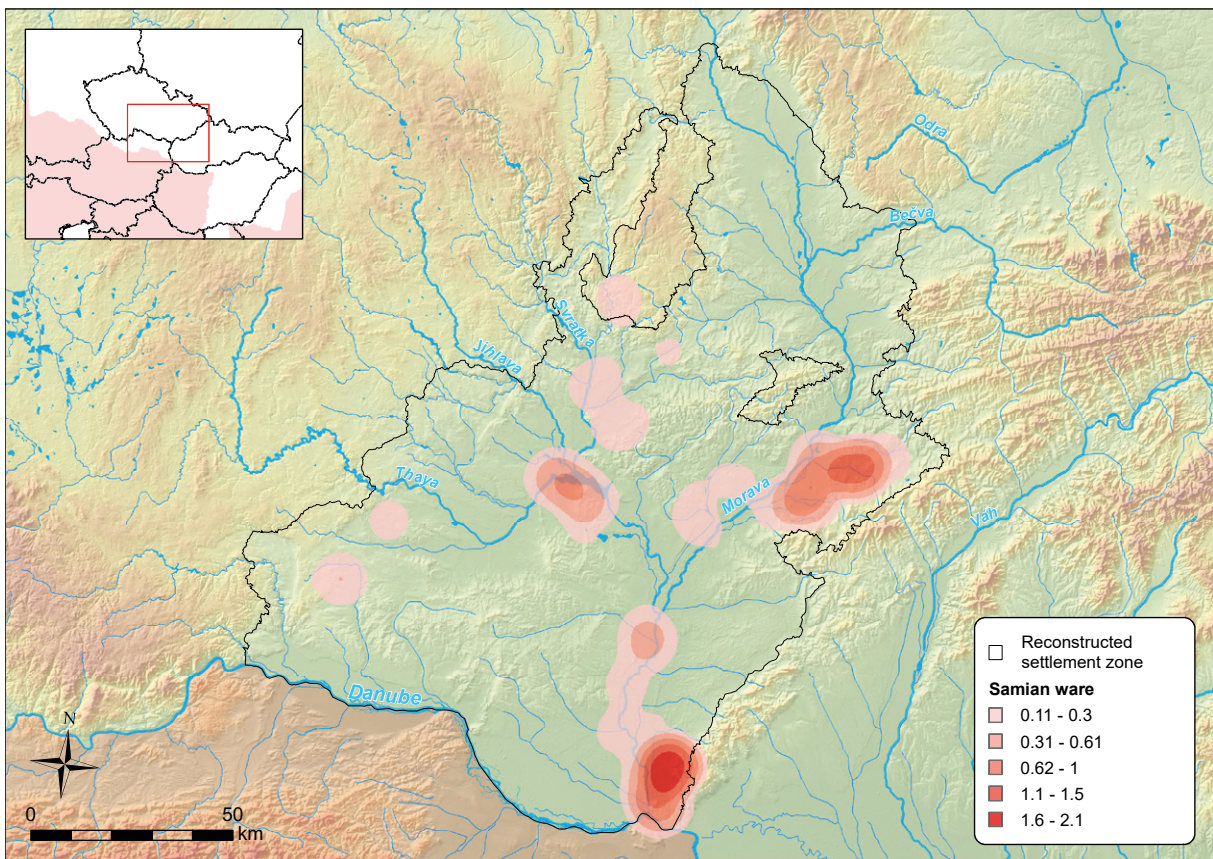 Odra
Bečva
Svratka
Jihlava
Thaya
Morava
Váh
Danube
N
0 50
km
Reconstructed
settlement zone
Samian ware
0.11 - 0.3
0.31 - 0.61
0.62 - 1
1.1 - 1.5
1.6 - 2.1